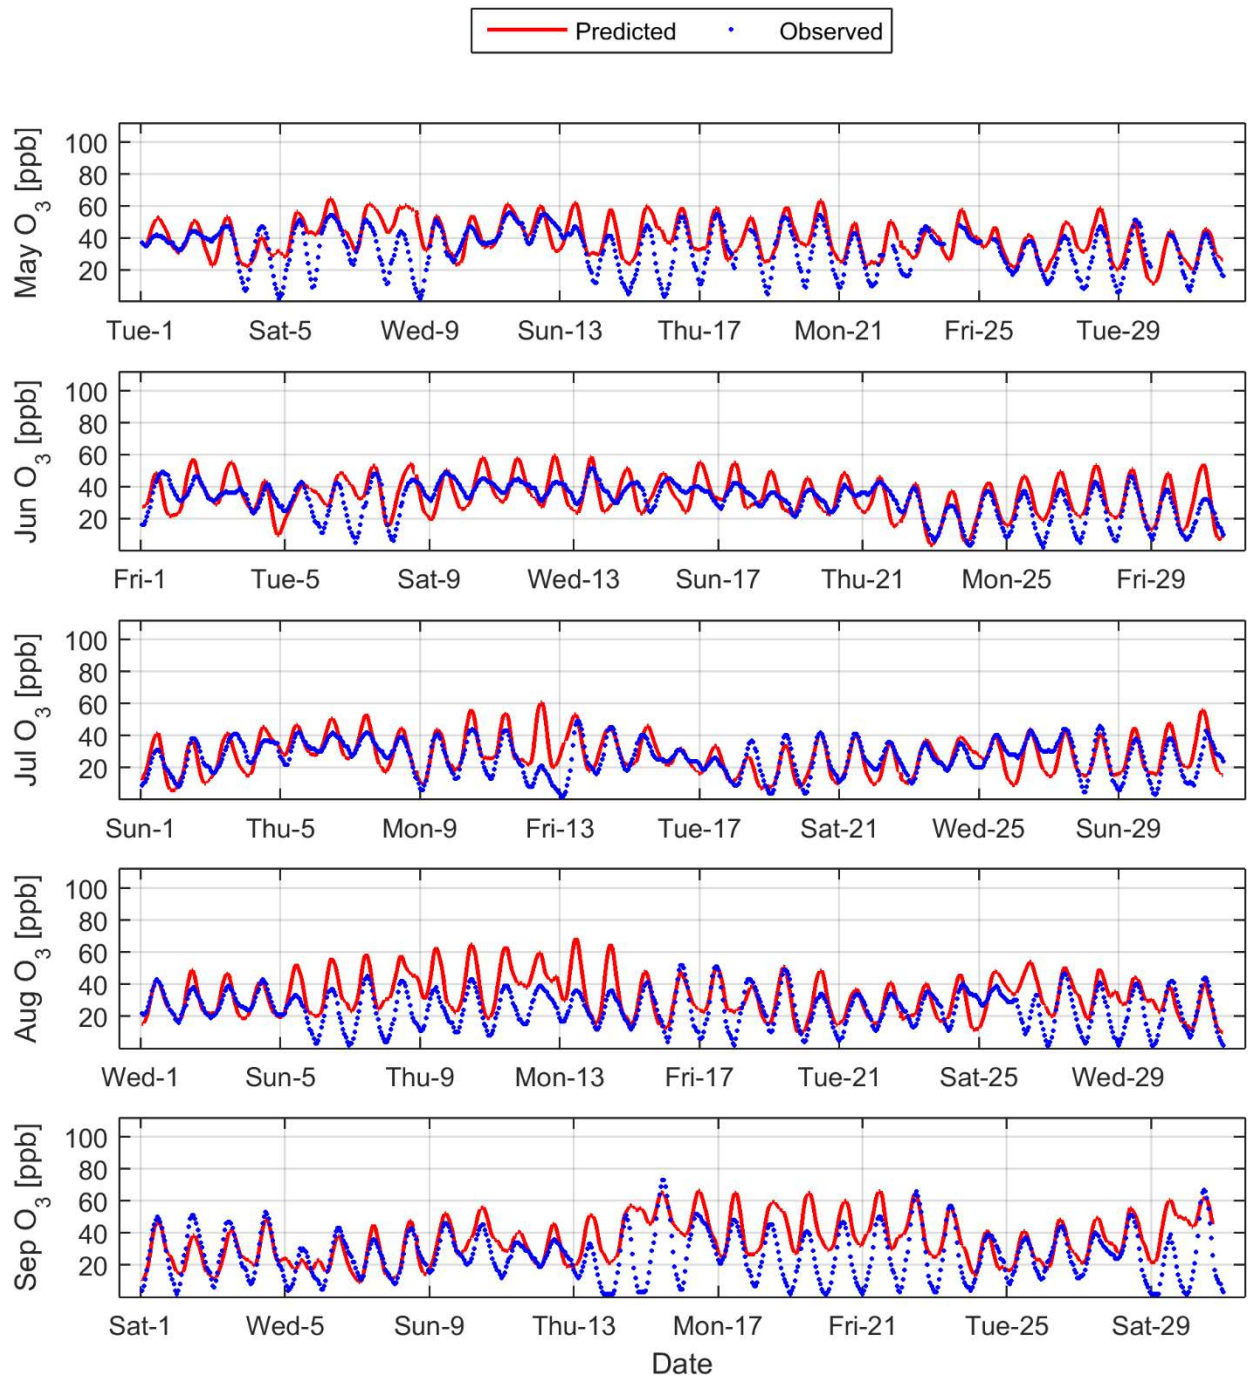 Predicted Observed
May O3 [ppb]
100
80
60
40
20
Tue-1 Sat-5 Wed-9 Sun-13 Thu-17 Mon-21 Fri-25 Tue-29
Jun O3 [ppb]
100
80
60
40
20
Fri-1 Tue-5 Sat-9 Wed-13 Sun-17 Thu-21 Mon-25 Fri-29
Jul O3 [ppb]
100
80
60
40
20
Sun-1 Thu-5 Mon-9 Fri-13 Tue-17 Sat-21 Wed-25 Sun-29
Aug O3 [ppb]
100
80
60
40
20
Wed-1 Sun-5 Thu-9 Mon-13 Fri-17 Tue-21 Sat-25 Wed-29
Sep O3 [ppb]
100
80
60
40
20
Sat-1 Wed-5 Sun-9 Thu-13 Mon-17 Fri-21 Tue-25 Sat-29
Date